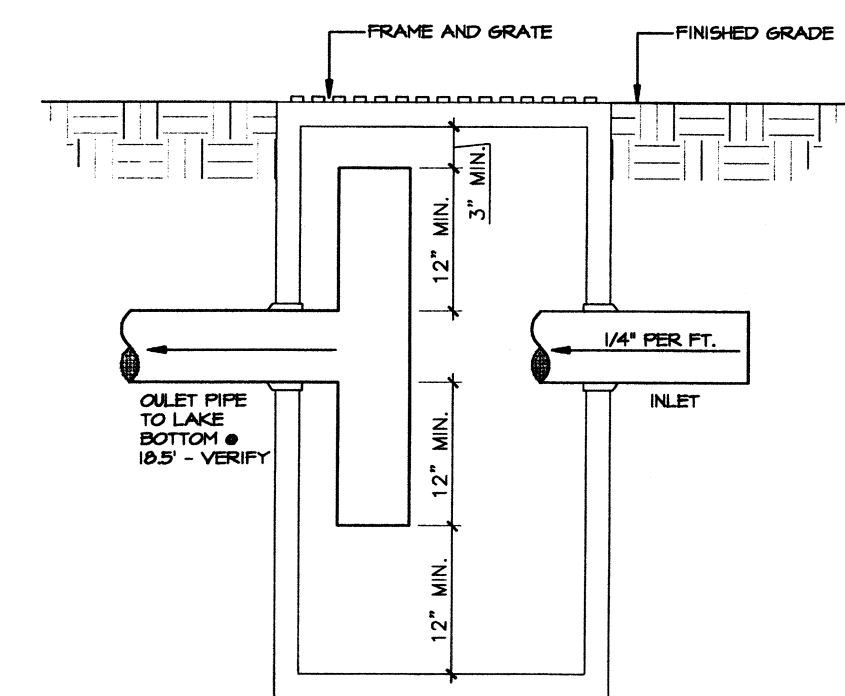 FRAME AND GRATE
FINISHED GRADE
3" MIN.
12" MIN.
1/4" PER FT.
OULET PIPE
TO LAKE
BOTTOM @
18.5' - VERIFY
INLET
12" MIN.
12" MIN.